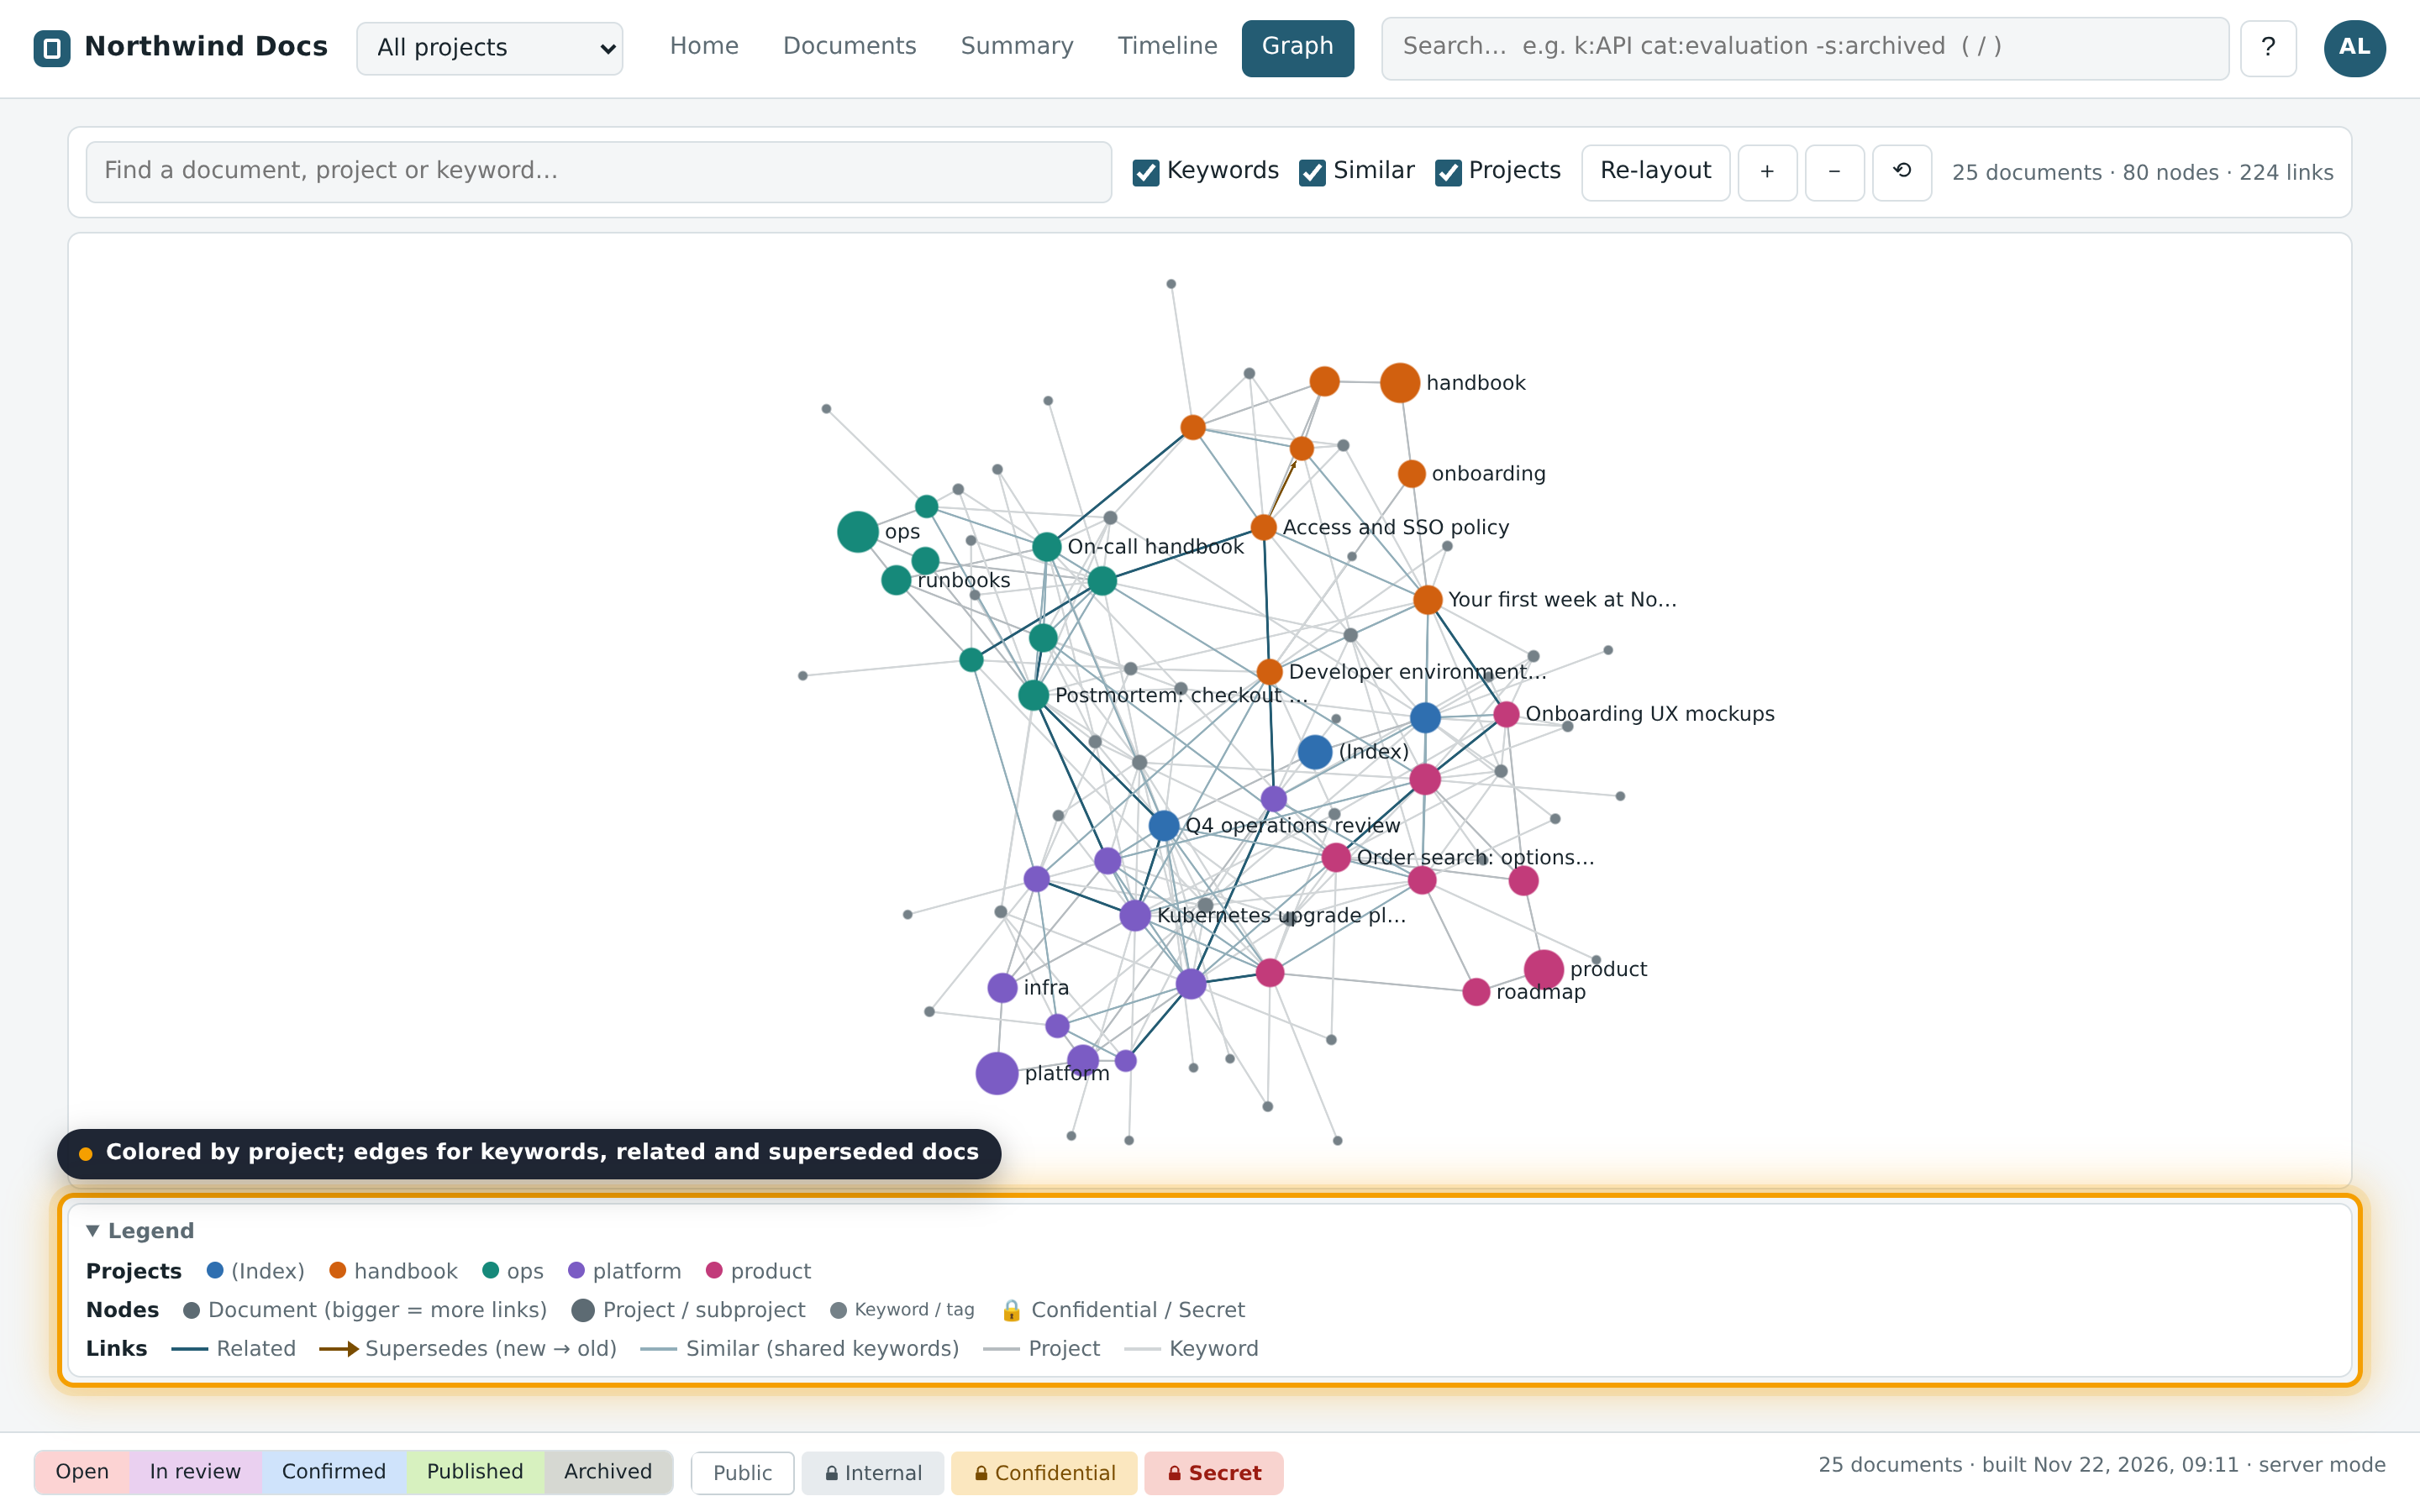 Northwind Docs
All projects
Home
Documents
Summary
Timeline
Graph
Search… e.g. k:API cat:evaluation -s:archived ( / )
?
AL
Find a document, project or keyword…
Keywords
Similar
Projects
Re-layout
+
−
⟲
25 documents · 80 nodes · 224 links
handbook
onboarding
Access and SSO policy
ops
On-call handbook
runbooks
Your first week at No…
Developer environment…
Postmortem: checkout …
Onboarding UX mockups
(Index)
Q4 operations review
Order search: options…
Kubernetes upgrade pl…
product
infra
roadmap
platform
Colored by project; edges for keywords, related and superseded docs
▼ Legend
Projects (Index) handbook ops platform product
Nodes Document (bigger = more links) Project / subproject Keyword / tag 🔒 Confidential / Secret
Links Related Supersedes (new → old) Similar (shared keywords) Project Keyword
Open
In review
Confirmed
Published
Archived
Public
Internal
Confidential
Secret
25 documents · built Nov 22, 2026, 09:11 · server mode